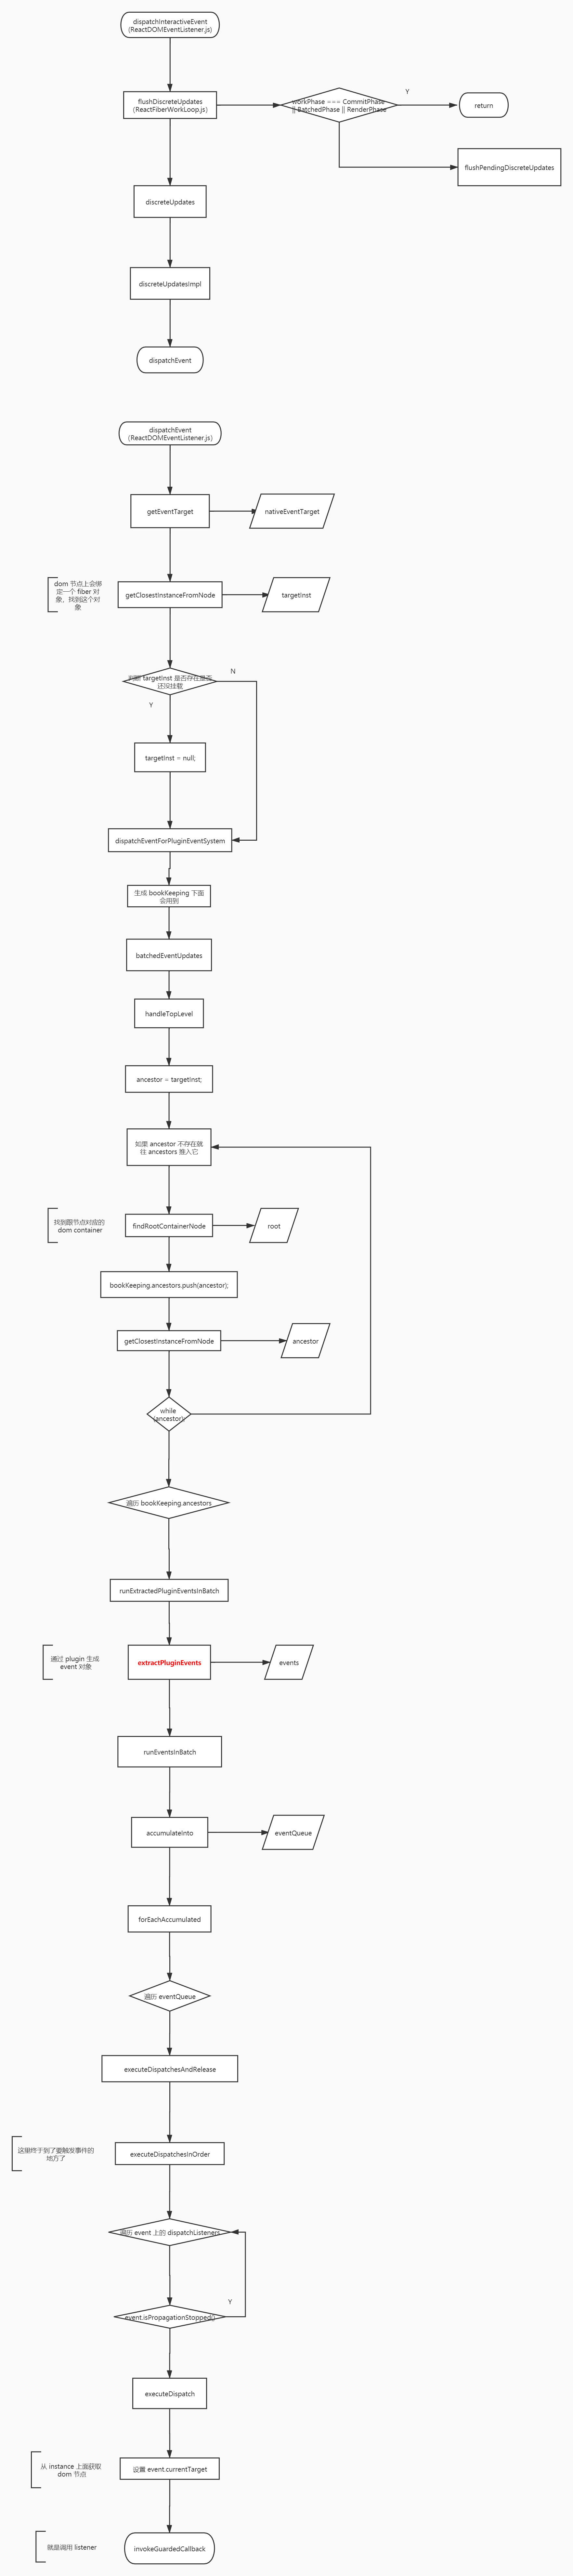 dispatchInteractiveEvent
(ReactDOMEventListener.js)
flushDiscreteUpdates
(ReactFiberWorkLoop.js)
workPhase === CommitPhase
|| BatchedPhase || RenderPhase
Y
return
flushPendingDiscreteUpdates
discreteUpdates
discreteUpdatesImpl
dispatchEvent
dispatchEvent
(ReactDOMEventListener.js)
getEventTarget
nativeEventTarget
dom 节点上会绑
定一个 fiber 对
象，找到这个对
象
getClosestInstanceFromNode
targetInst
判断 targetInst 是否存在是否
还没挂载
N
Y
targetInst = null;
dispatchEventForPluginEventSystem
生成 bookKeeping 下面
会用到
batchedEventUpdates
handleTopLevel
ancestor = targetInst;
如果 ancestor 不存在就
往 ancestors 推入它
找到跟节点对应的
dom container
findRootContainerNode
root
bookKeeping.ancestors.push(ancestor);
getClosestInstanceFromNode
ancestor
while
(ancestor);
遍历 bookKeeping.ancestors
runExtractedPluginEventsInBatch
通过 plugin 生成
event 对象
extractPluginEvents
events
runEventsInBatch
accumulateInto
eventQueue
forEachAccumulated
遍历 eventQueue
executeDispatchesAndRelease
这里终于到了要触发事件的
地方了
executeDispatchesInOrder
遍历 event 上的 dispatchListeners
Y
event.isPropagationStopped()
executeDispatch
从 instance 上面获取
dom 节点
设置 event.currentTarget
就是调用 listener
invokeGuardedCallback